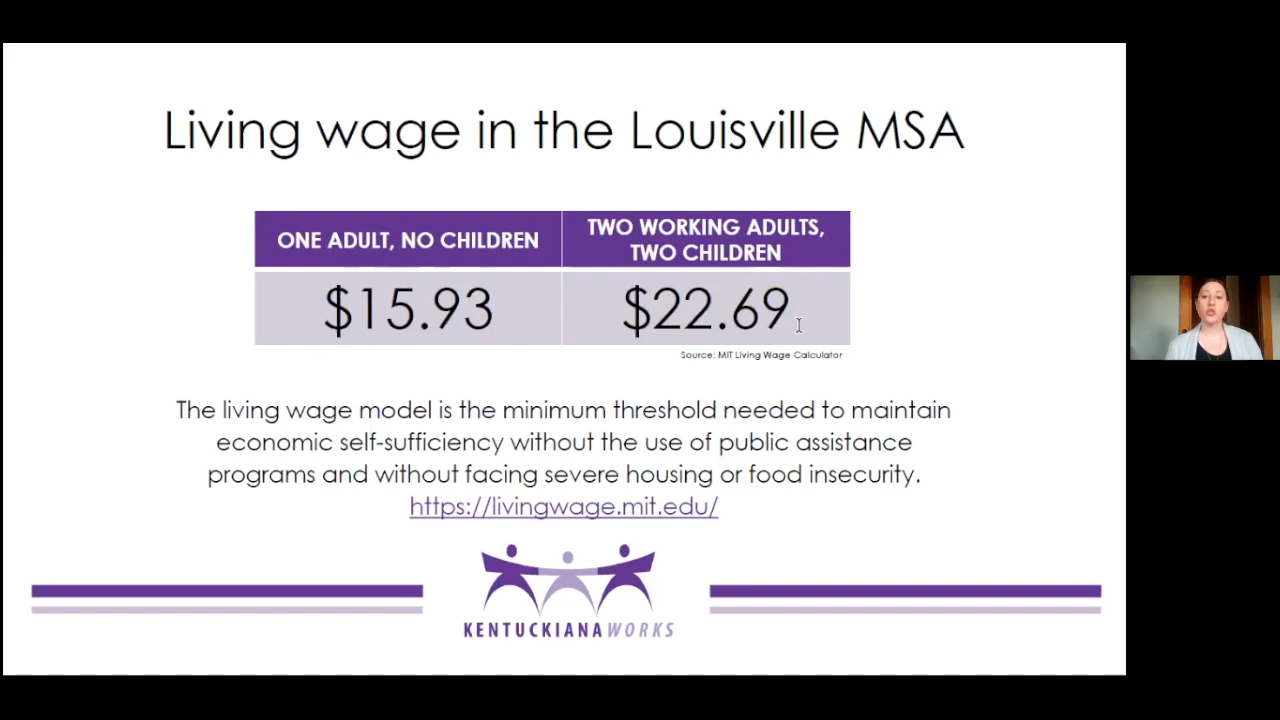 Living wage in the Louisville MSA
ONE ADULT, NO CHILDREN
TWO WORKING ADULTS,
TWO CHILDREN
$15.93
$22.69
Source: MIT Living Wage Calculator
The living wage model is the minimum threshold needed to maintain
economic self-sufficiency without the use of public assistance
programs and without facing severe housing or food insecurity.
https://livingwage.mit.edu/
KENTUCKIANAWORKS